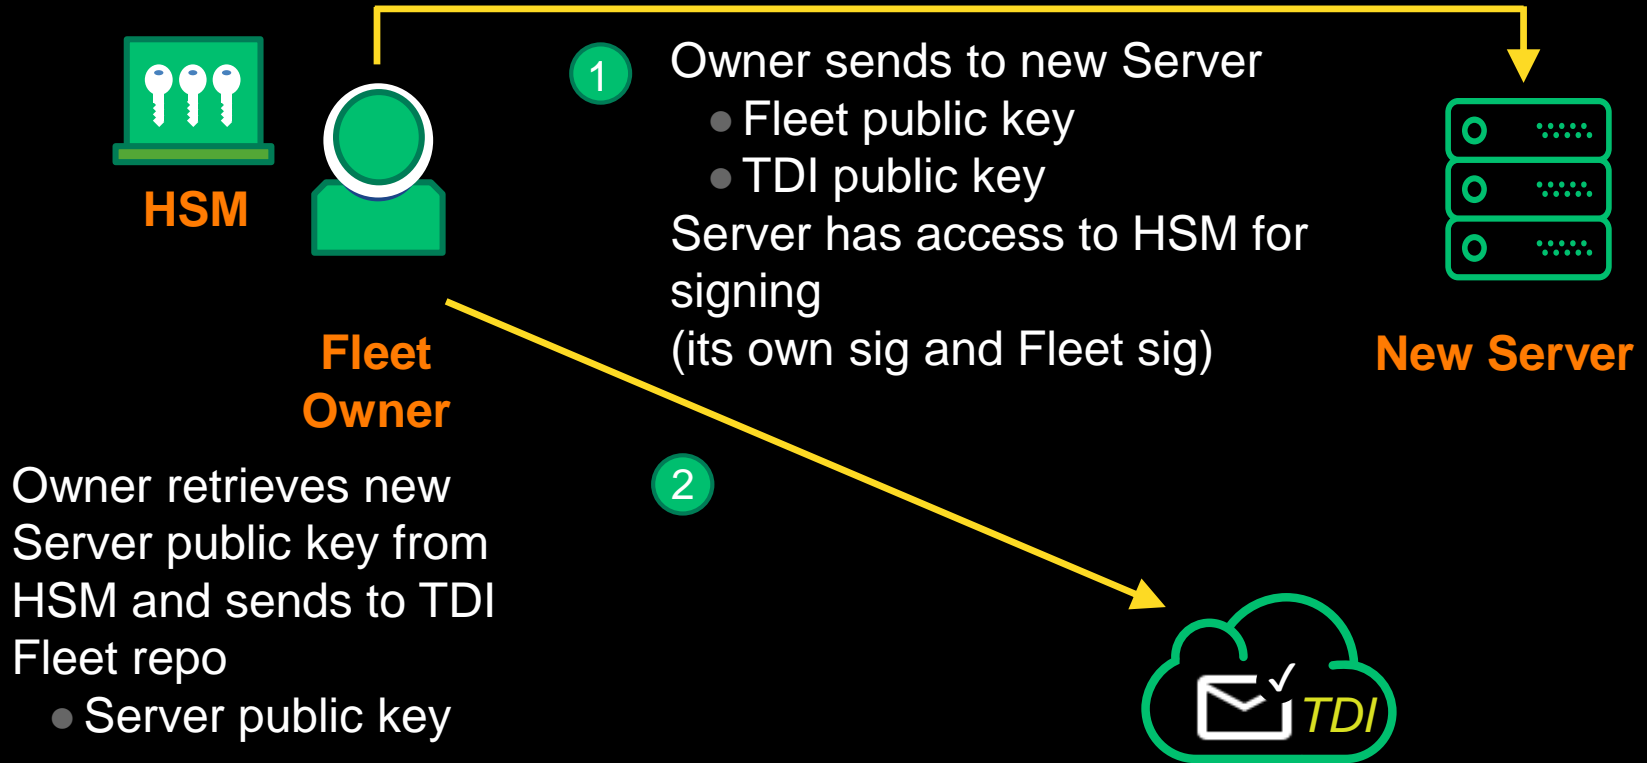 1
Owner sends to new Server
● Fleet public key
● TDI public key
Server has access to HSM for
signing
(its own sig and Fleet sig)
HSM
Fleet
Owner
New Server
Owner retrieves new
Server public key from
HSM and sends to TDI
Fleet repo
● Server public key
2
TDI